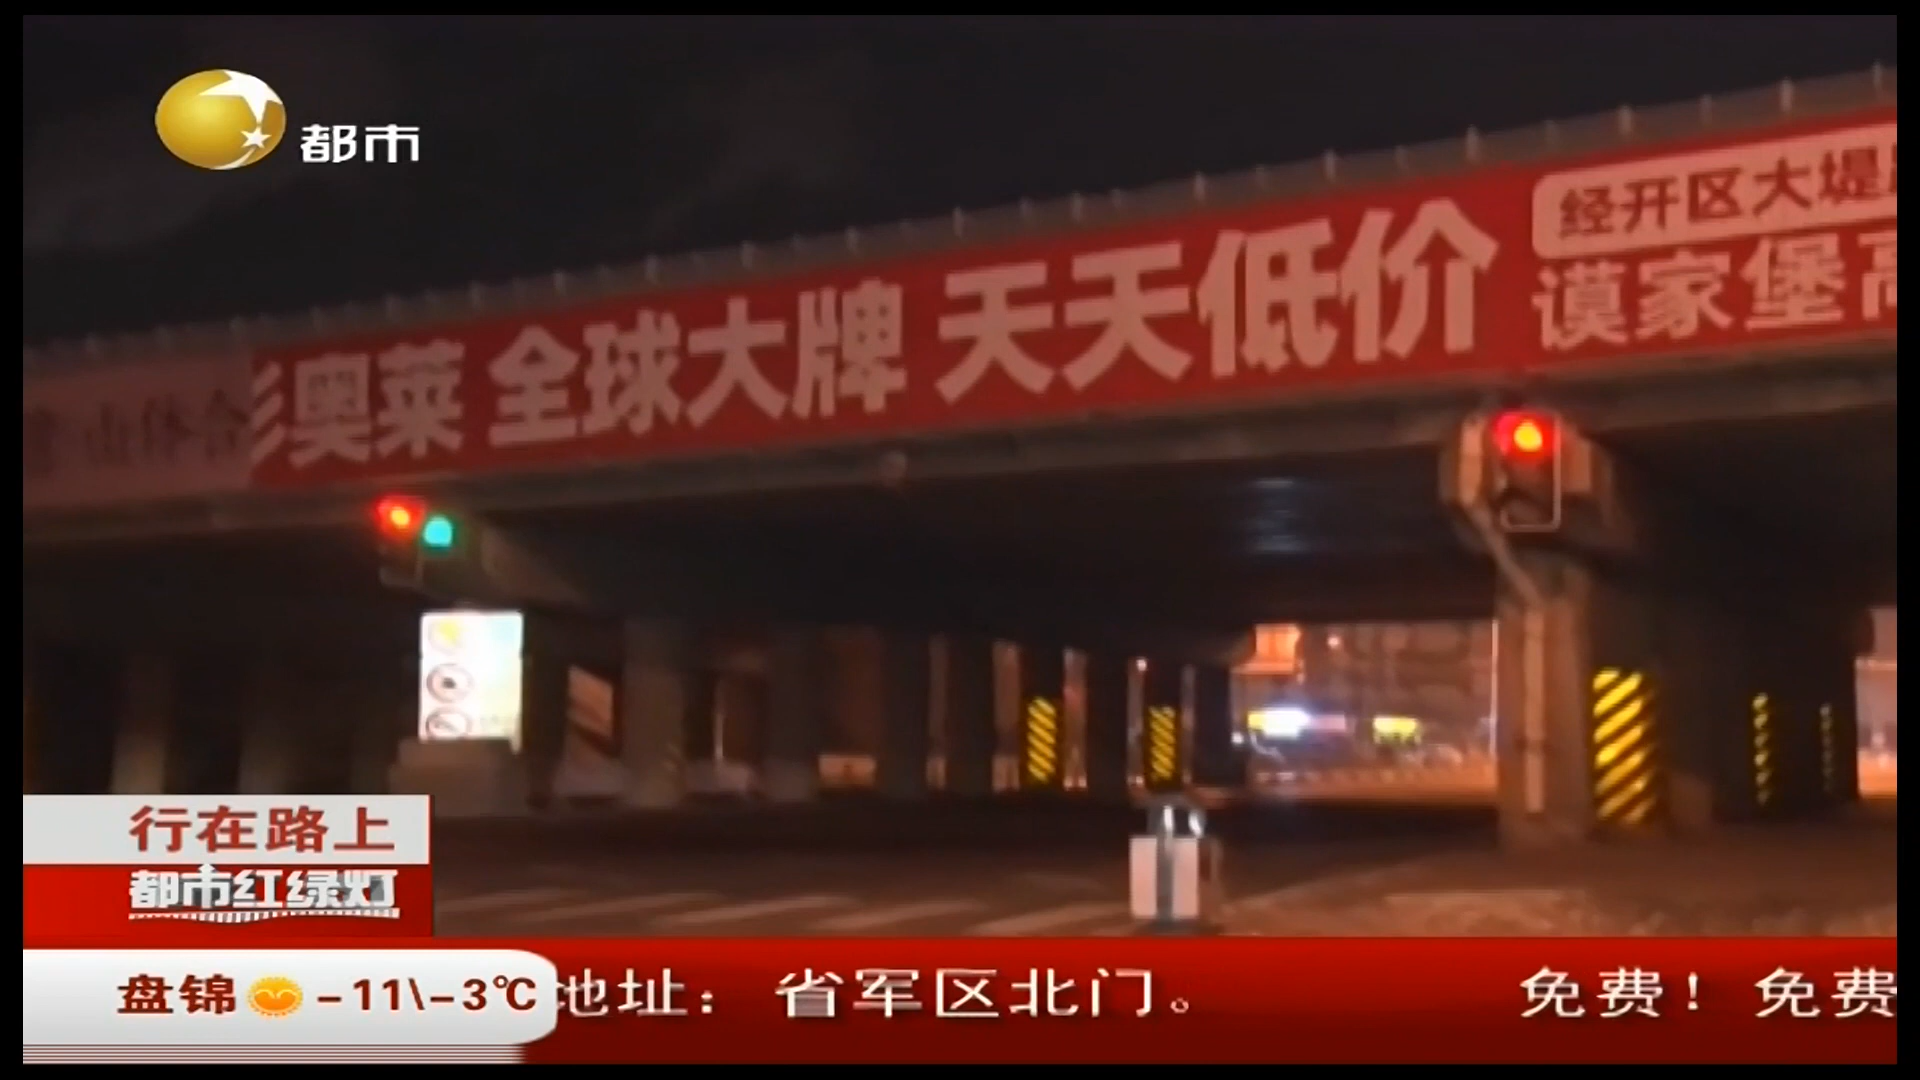 都市
经开区大堤
奥莱 全球大牌 天天低价
谟家堡高
行在路上
都市红绿灯
盘锦 -11\-3℃
地址： 省军区北门。 免费！ 免费